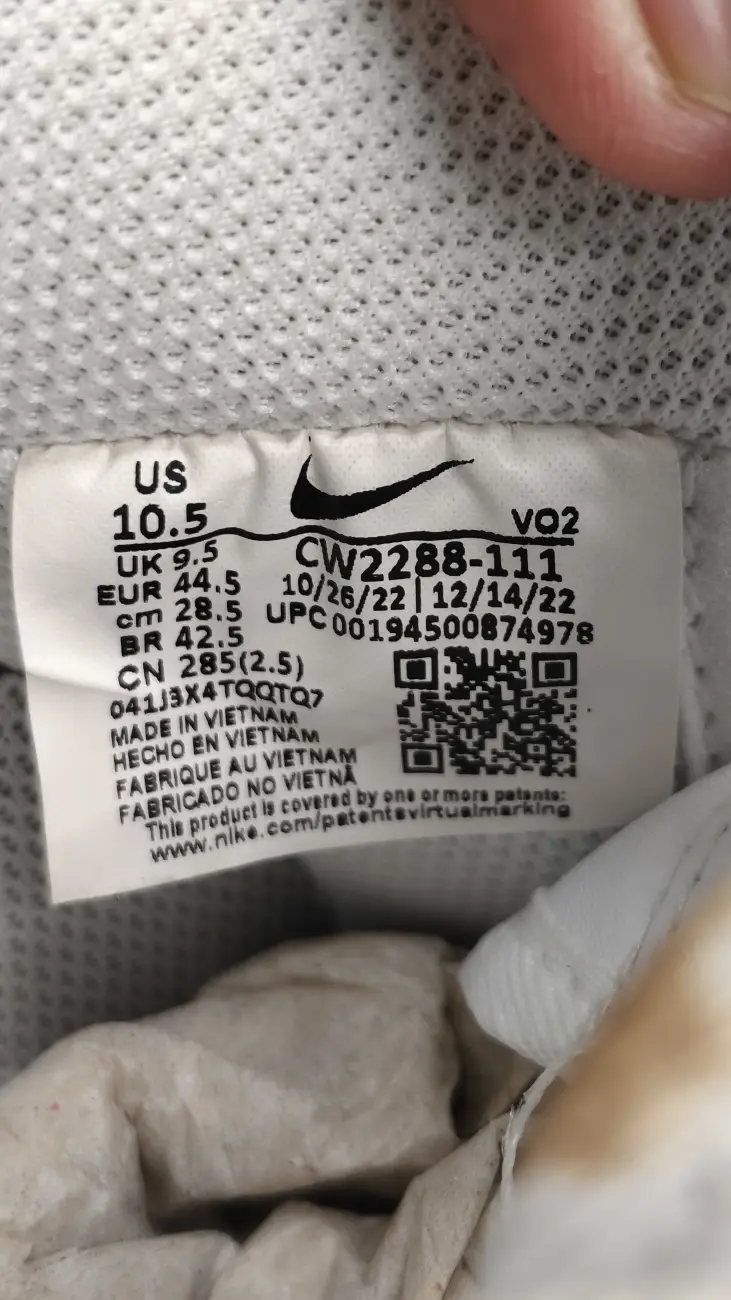 US
10.5
VO2
UK 9.5
EUR 44.5
cm 28.5
BR 42.5
CN 285(2.5)
041J3X4TQQTQ7
CW2288-111
10/26/22 | 12/14/22
UPC 00194500874978
MADE IN VIETNAM
HECHO EN VIETNAM
FABRIQUE AU VIETNAM
FABRICADO NO VIETNÃ
This product is covered by one or more patents:
www.nike.com/patentsvirtualmarking